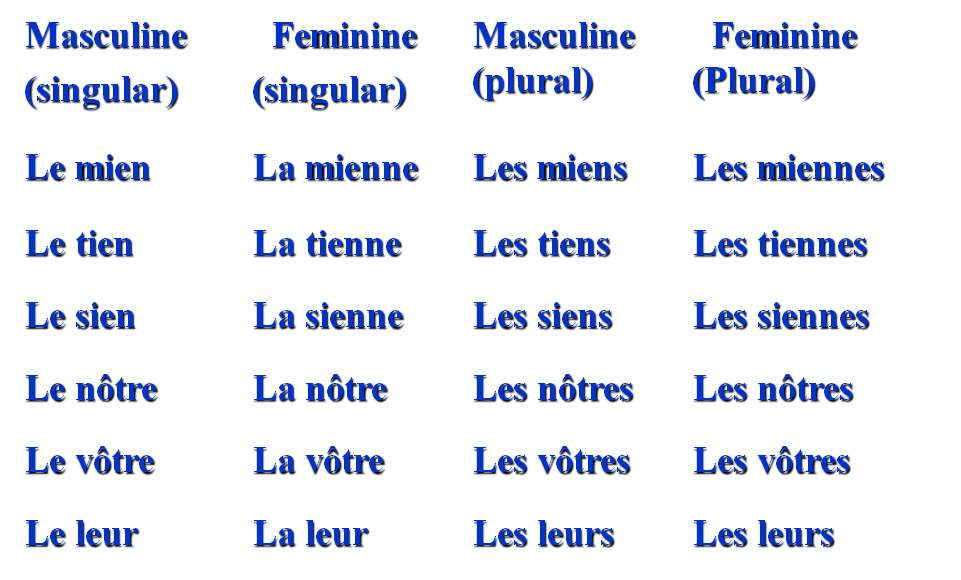 Masculine Feminine Masculine Feminine
(singular) (singular) (plural) (Plural)
Le mien La mienne Les miens Les miennes
Le tien La tienne Les tiens Les tiennes
Le sien La sienne Les siens Les siennes
Le nôtre La nôtre Les nôtres Les nôtres
Le vôtre La vôtre Les vôtres Les vôtres
Le leur La leur Les leurs Les leurs